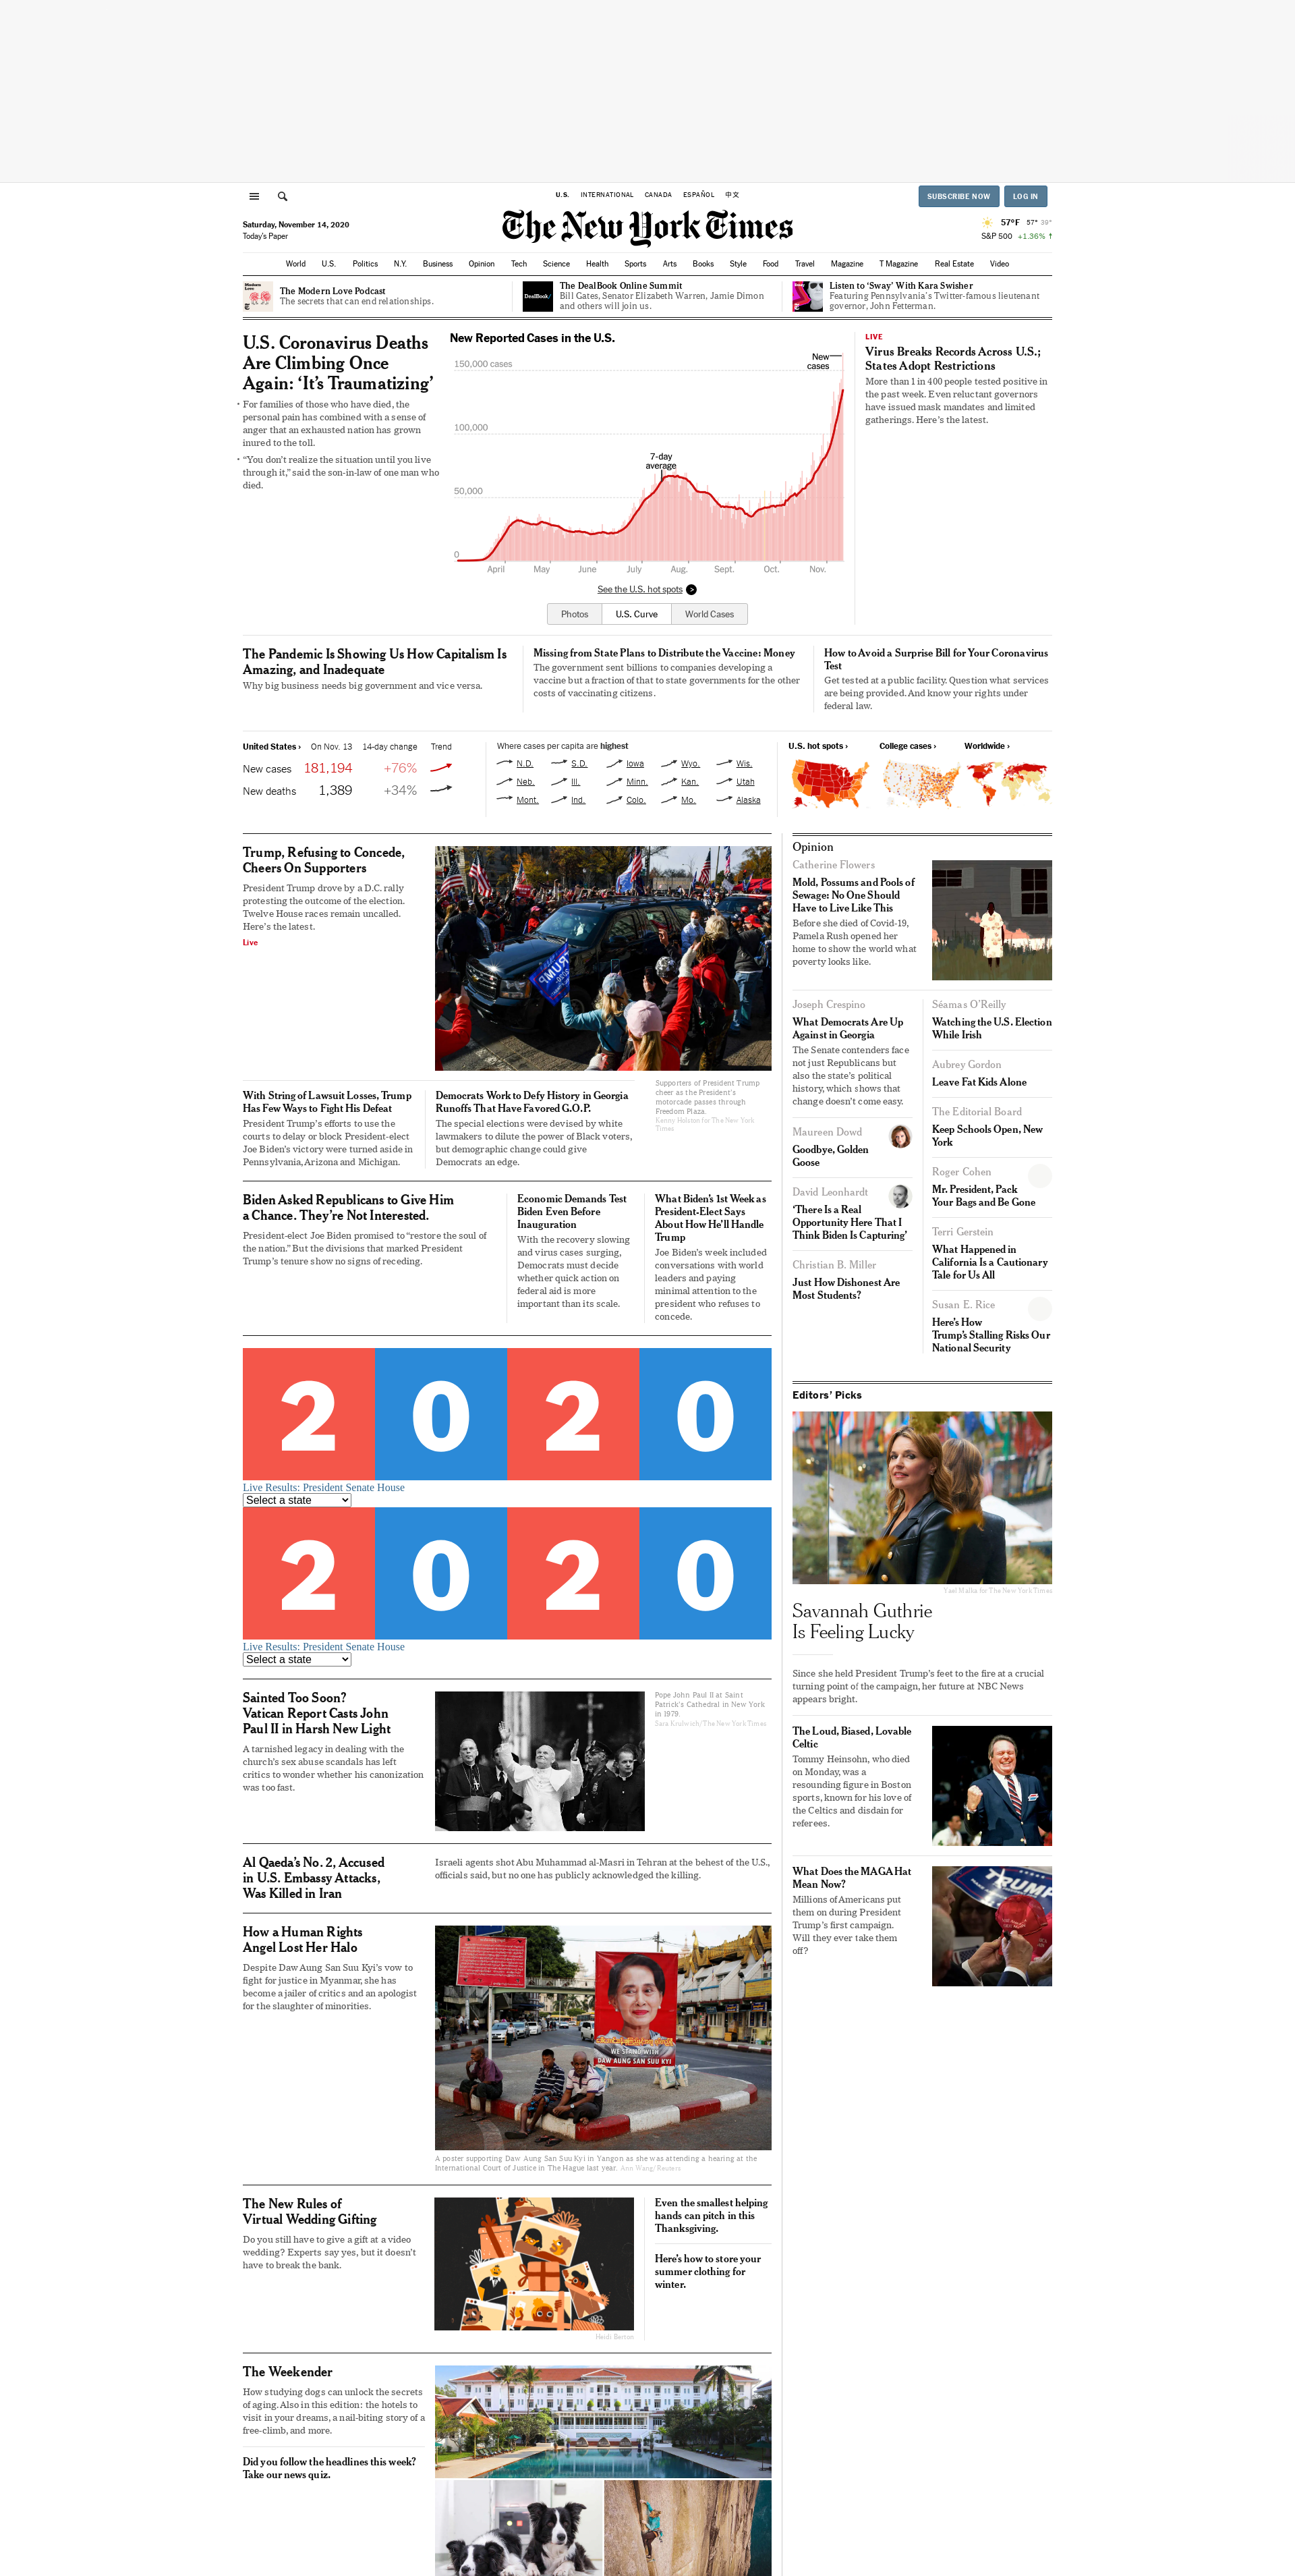 U.S.
INTERNATIONAL
CANADA
ESPAÑOL
中文
SUBSCRIBE NOW
LOG IN
Saturday, November 14, 2020
Today's Paper
The New York Times
57°F 57° 39°
S&P 500 +1.36% ↑
World
U.S.
Politics
N.Y.
Business
Opinion
Tech
Science
Health
Sports
Arts
Books
Style
Food
Travel
Magazine
T Magazine
Real Estate
Video
The Modern Love Podcast
The secrets that can end relationships.
DealBook
The DealBook Online Summit
Bill Gates, Senator Elizabeth Warren, Jamie Dimon
and others will join us.
Listen to ‘Sway’ With Kara Swisher
Featuring Pennsylvania's Twitter-famous lieutenant
governor, John Fetterman.
U.S. Coronavirus Deaths
Are Climbing Once
Again: ‘It’s Traumatizing’
• For families of those who have died, the
personal pain has combined with a sense of
anger that an exhausted nation has grown
inured to the toll.
• “You don’t realize the situation until you live
through it,” said the son-in-law of one man who
died.
New Reported Cases in the U.S.
150,000 cases
New
cases
100,000
7-day
average
50,000
0
April
May
June
July
Aug.
Sept.
Oct.
Nov.
See the U.S. hot spots
Photos
U.S. Curve
World Cases
LIVE
Virus Breaks Records Across U.S.;
States Adopt Restrictions
More than 1 in 400 people tested positive in
the past week. Even reluctant governors
have issued mask mandates and limited
gatherings. Here’s the latest.
The Pandemic Is Showing Us How Capitalism Is
Amazing, and Inadequate
Why big business needs big government and vice versa.
Missing from State Plans to Distribute the Vaccine: Money
The government sent billions to companies developing a
vaccine but a fraction of that to state governments for the other
costs of vaccinating citizens.
How to Avoid a Surprise Bill for Your Coronavirus
Test
Get tested at a public facility. Question what services
are being provided. And know your rights under
federal law.
United States › On Nov. 13 14-day change Trend
New cases 181,194 +76%
New deaths 1,389 +34%
Where cases per capita are highest
N.D. S.D. Iowa Wyo. Wis.
Neb. Ill. Minn. Kan. Utah
Mont. Ind. Colo. Mo. Alaska
U.S. hot spots ›
College cases ›
Worldwide ›
Trump, Refusing to Concede,
Cheers On Supporters
President Trump drove by a D.C. rally
protesting the outcome of the election.
Twelve House races remain uncalled.
Here’s the latest.
Live
TRUMP
Supporters of President Trump
cheer as the President's
motorcade passes through
Freedom Plaza.
Kenny Holston for The New York
Times
With String of Lawsuit Losses, Trump
Has Few Ways to Fight His Defeat
President Trump’s efforts to use the
courts to delay or block President-elect
Joe Biden’s victory were turned aside in
Pennsylvania, Arizona and Michigan.
Democrats Work to Defy History in Georgia
Runoffs That Have Favored G.O.P.
The special elections were devised by white
lawmakers to dilute the power of Black voters,
but demographic change could give
Democrats an edge.
Biden Asked Republicans to Give Him
a Chance. They’re Not Interested.
President-elect Joe Biden promised to “restore the soul of
the nation.” But the divisions that marked President
Trump’s tenure show no signs of receding.
Economic Demands Test
Biden Even Before
Inauguration
With the recovery slowing
and virus cases surging,
Democrats must decide
whether quick action on
federal aid is more
important than its scale.
What Biden’s 1st Week as
President-Elect Says
About How He’ll Handle
Trump
Joe Biden’s week included
conversations with world
leaders and paying
minimal attention to the
president who refuses to
concede.
2020
Live Results: President Senate House
Select a state
2020
Live Results: President Senate House
Select a state
Sainted Too Soon?
Vatican Report Casts John
Paul II in Harsh New Light
A tarnished legacy in dealing with the
church’s sex abuse scandals has left
critics to wonder whether his canonization
was too fast.
Pope John Paul II at Saint
Patrick's Cathedral in New York
in 1979.
Sara Krulwich/The New York Times
Al Qaeda’s No. 2, Accused
in U.S. Embassy Attacks,
Was Killed in Iran
Israeli agents shot Abu Muhammad al-Masri in Tehran at the behest of the U.S.,
officials said, but no one has publicly acknowledged the killing.
How a Human Rights
Angel Lost Her Halo
Despite Daw Aung San Suu Kyi’s vow to
fight for justice in Myanmar, she has
become a jailer of critics and an apologist
for the slaughter of minorities.
WE STAND WITH
DAW AUNG SAN SUU KYI
A poster supporting Daw Aung San Suu Kyi in Yangon as she was attending a hearing at the
International Court of Justice in The Hague last year. Ann Wang/Reuters
The New Rules of
Virtual Wedding Gifting
Do you still have to give a gift at a video
wedding? Experts say yes, but it doesn’t
have to break the bank.
Even the smallest helping
hands can pitch in this
Thanksgiving.
Here’s how to store your
summer clothing for
winter.
The Weekender
How studying dogs can unlock the secrets
of aging. Also in this edition: the hotels to
visit in your dreams, a nail-biting story of a
free-climb, and more.
Did you follow the headlines this week?
Take our news quiz.
Opinion
Catherine Flowers
Mold, Possums and Pools of
Sewage: No One Should
Have to Live Like This
Before she died of Covid-19,
Pamela Rush opened her
home to show the world what
poverty looks like.
Joseph Crespino
What Democrats Are Up
Against in Georgia
The Senate contenders face
not just Republicans but
also the state’s political
history, which shows that
change doesn’t come easy.
Maureen Dowd
Goodbye, Golden
Goose
David Leonhardt
‘There Is a Real
Opportunity Here That I
Think Biden Is Capturing’
Christian B. Miller
Just How Dishonest Are
Most Students?
Séamas O’Reilly
Watching the U.S. Election
While Irish
Aubrey Gordon
Leave Fat Kids Alone
The Editorial Board
Keep Schools Open, New
York
Roger Cohen
Mr. President, Pack
Your Bags and Be Gone
Terri Gerstein
What Happened in
California Is a Cautionary
Tale for Us All
Susan E. Rice
Here’s How
Trump’s Stalling Risks Our
National Security
Editors’ Picks
Yael Malka for The New York Times
Savannah Guthrie
Is Feeling Lucky
Since she held President Trump’s feet to the fire at a crucial
turning point of the campaign, her future at NBC News
appears bright.
The Loud, Biased, Lovable
Celtic
Tommy Heinsohn, who died
on Monday, was a
resounding figure in Boston
sports, known for his love of
the Celtics and disdain for
referees.
What Does the MAGA Hat
Mean Now?
Millions of Americans put
them on during President
Trump’s first campaign.
Will they ever take them
off?
TRUMP